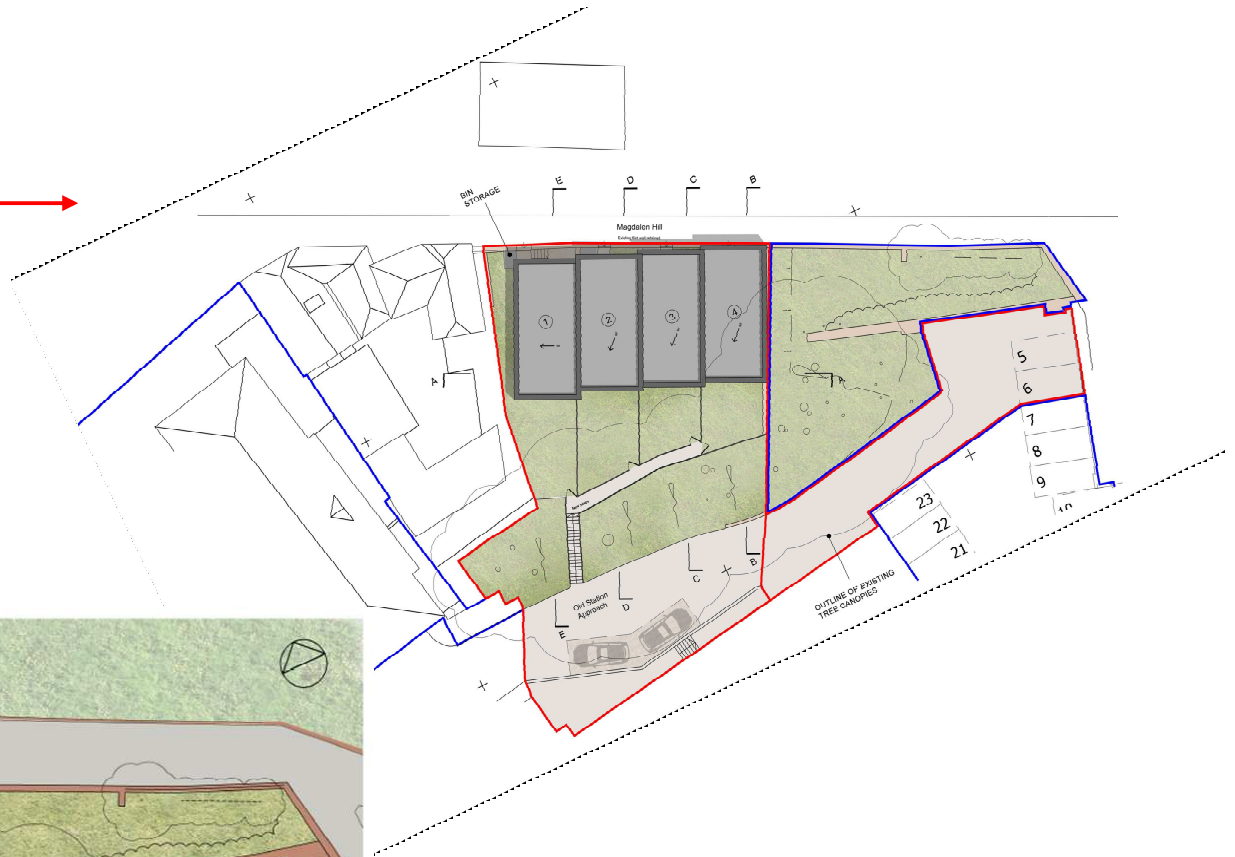 E
D
C
B
BIN
STORAGE
Magdalen Hill
1
2
3
4
A
A
5
6
7
8
9
10
23
22
21
C
B
D
E
Old Station
Approach
OUTLINE OF EXISTING
TREE CANOPIES